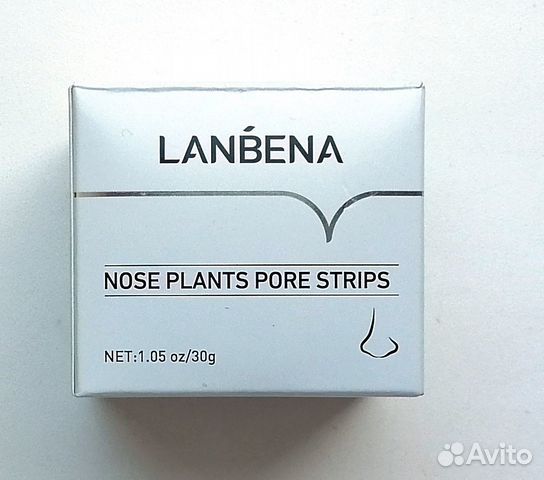 LANBENA
NOSE PLANTS PORE STRIPS
NET:1.05 oz/30g
Avito